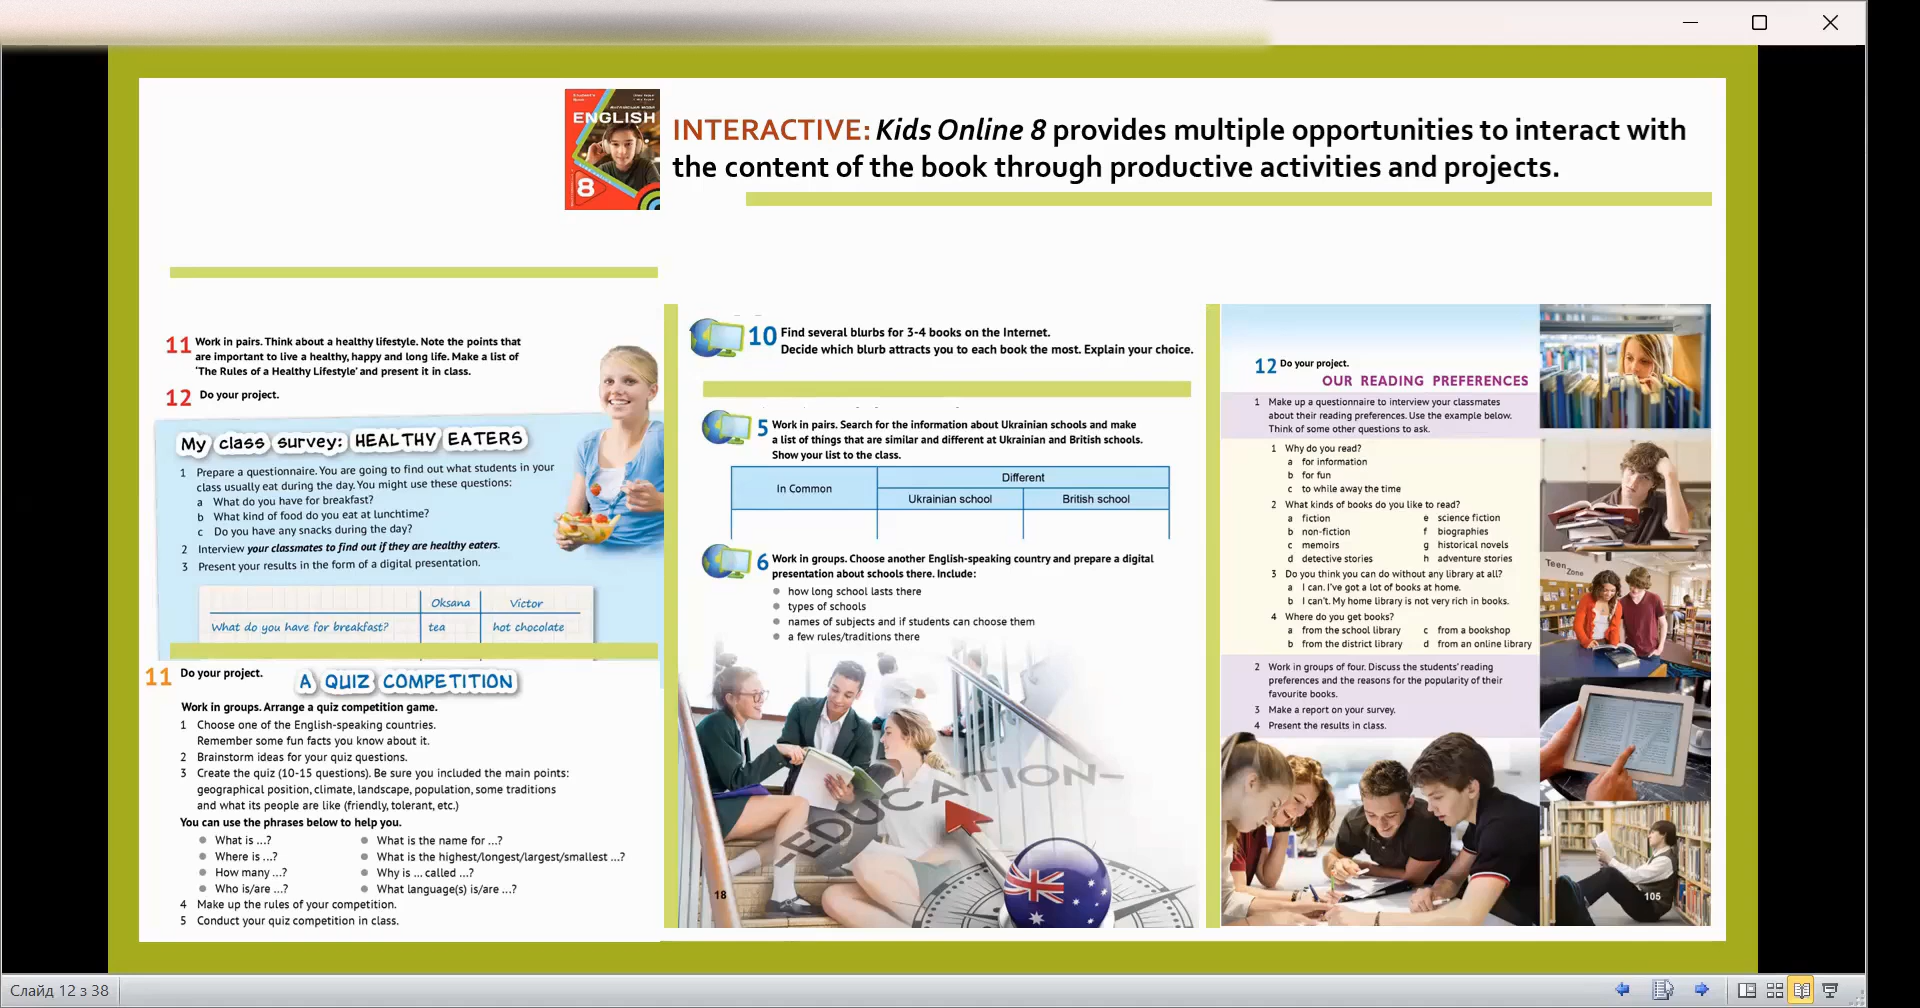 ENGLISH
8
INTERACTIVE: Kids Online 8 provides multiple opportunities to interact with
the content of the book through productive activities and projects.
11 Work in pairs. Think about a healthy lifestyle. Note the points that
are important to live a healthy, happy and long life. Make a list of
'The Rules of a Healthy Lifestyle' and present it in class.
12 Do your project.
My class survey: HEALTHY EATERS
1 Prepare a questionnaire. You are going to find out what students in your
class usually eat during the day. You might use these questions:
a What do you have for breakfast?
b What kind of food do you eat at lunchtime?
c Do you have any snacks during the day?
2 Interview your classmates to find out if they are healthy eaters.
3 Present your results in the form of a digital presentation.
Oksana Victor
What do you have for breakfast? tea hot chocolate
11 Do your project.
A QUIZ COMPETITION
Work in groups. Arrange a quiz competition game.
1 Choose one of the English-speaking countries.
Remember some fun facts you know about it.
2 Brainstorm ideas for your quiz questions.
3 Create the quiz (10-15 questions). Be sure you included the main points:
geographical position, climate, landscape, population, some traditions
and what its people are like (friendly, tolerant, etc.)
You can use the phrases below to help you.
What is ...? What is the name for ...?
Where is ...? What is the highest/longest/largest/smallest ...?
How many ...? Why is ... called ...?
Who is/are ...? What language(s) is/are ...?
4 Make up the rules of your competition.
5 Conduct your quiz competition in class.
10 Find several blurbs for 3-4 books on the Internet.
Decide which blurb attracts you to each book the most. Explain your choice.
5 Work in pairs. Search for the information about Ukrainian schools and make
a list of things that are similar and different at Ukrainian and British schools.
Show your list to the class.
In Common Different
Ukrainian school British school
6 Work in groups. Choose another English-speaking country and prepare a digital
presentation about schools there. Include:
how long school lasts there
types of schools
names of subjects and if students can choose them
a few rules/traditions there
-EDUCATION-
18
12 Do your project.
OUR READING PREFERENCES
1 Make up a questionnaire to interview your classmates
about their reading preferences. Use the example below.
Think of some other questions to ask.
1 Why do you read?
a for information
b for fun
c to while away the time
2 What kinds of books do you like to read?
a fiction e science fiction
b non-fiction f biographies
c memoirs g historical novels
d detective stories h adventure stories
3 Do you think you can do without any library at all?
a I can. I've got a lot of books at home.
b I can't. My home library is not very rich in books.
4 Where do you get books?
a from the school library c from a bookshop
b from the district library d from an online library
2 Work in groups of four. Discuss the students' reading
preferences and the reasons for the popularity of their
favourite books.
3 Make a report on your survey.
4 Present the results in class.
Teen
Zone
105
Слайд 12 з 38